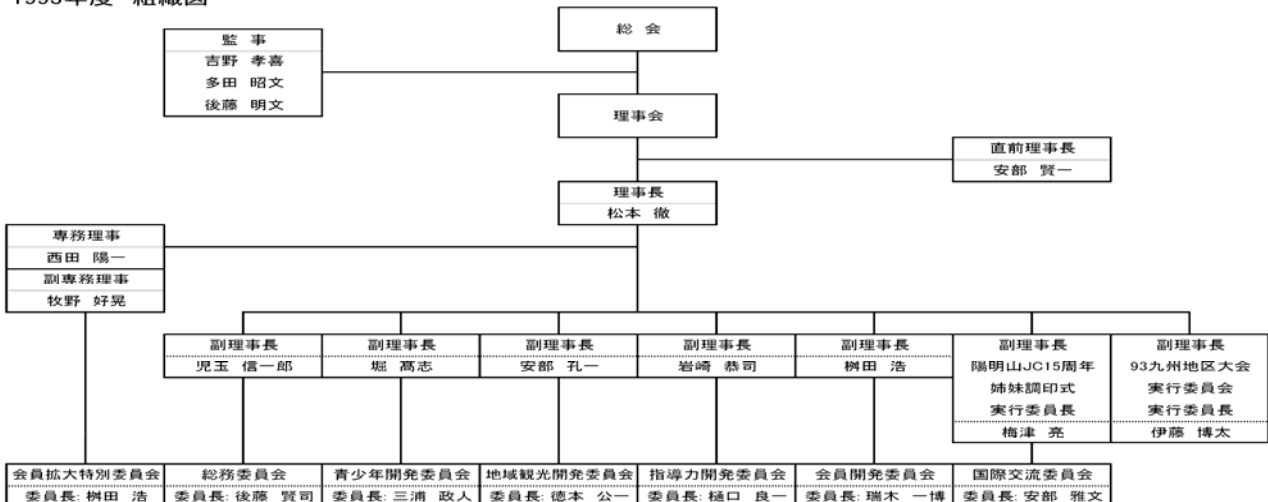 1993年度 組織図
総 会
監 事
吉野 孝喜
多田 昭文
後藤 明文
理事会
直前理事長
安部 賢一
理事長
松本 徹
専務理事
西田 陽一
副専務理事
牧野 好晃
副理事長
児玉 信一郎
副理事長
堀 髙志
副理事長
安部 孔一
副理事長
岩崎 恭司
副理事長
桝田 浩
副理事長
陽明山JC15周年
姉妹調印式
実行委員長
梅津 亮
副理事長
93九州地区大会
実行委員会
実行委員長
伊藤 博太
会員拡大特別委員会
委員長: 桝田 浩
総務委員会
委員長: 後藤 賢司
青少年開発委員会
委員長: 三浦 政人
地域観光開発委員会
委員長: 徳本 公一
指導力開発委員会
委員長: 樋口 良一
会員開発委員会
委員長: 瑞木 一博
国際交流委員会
委員長: 安部 雅文